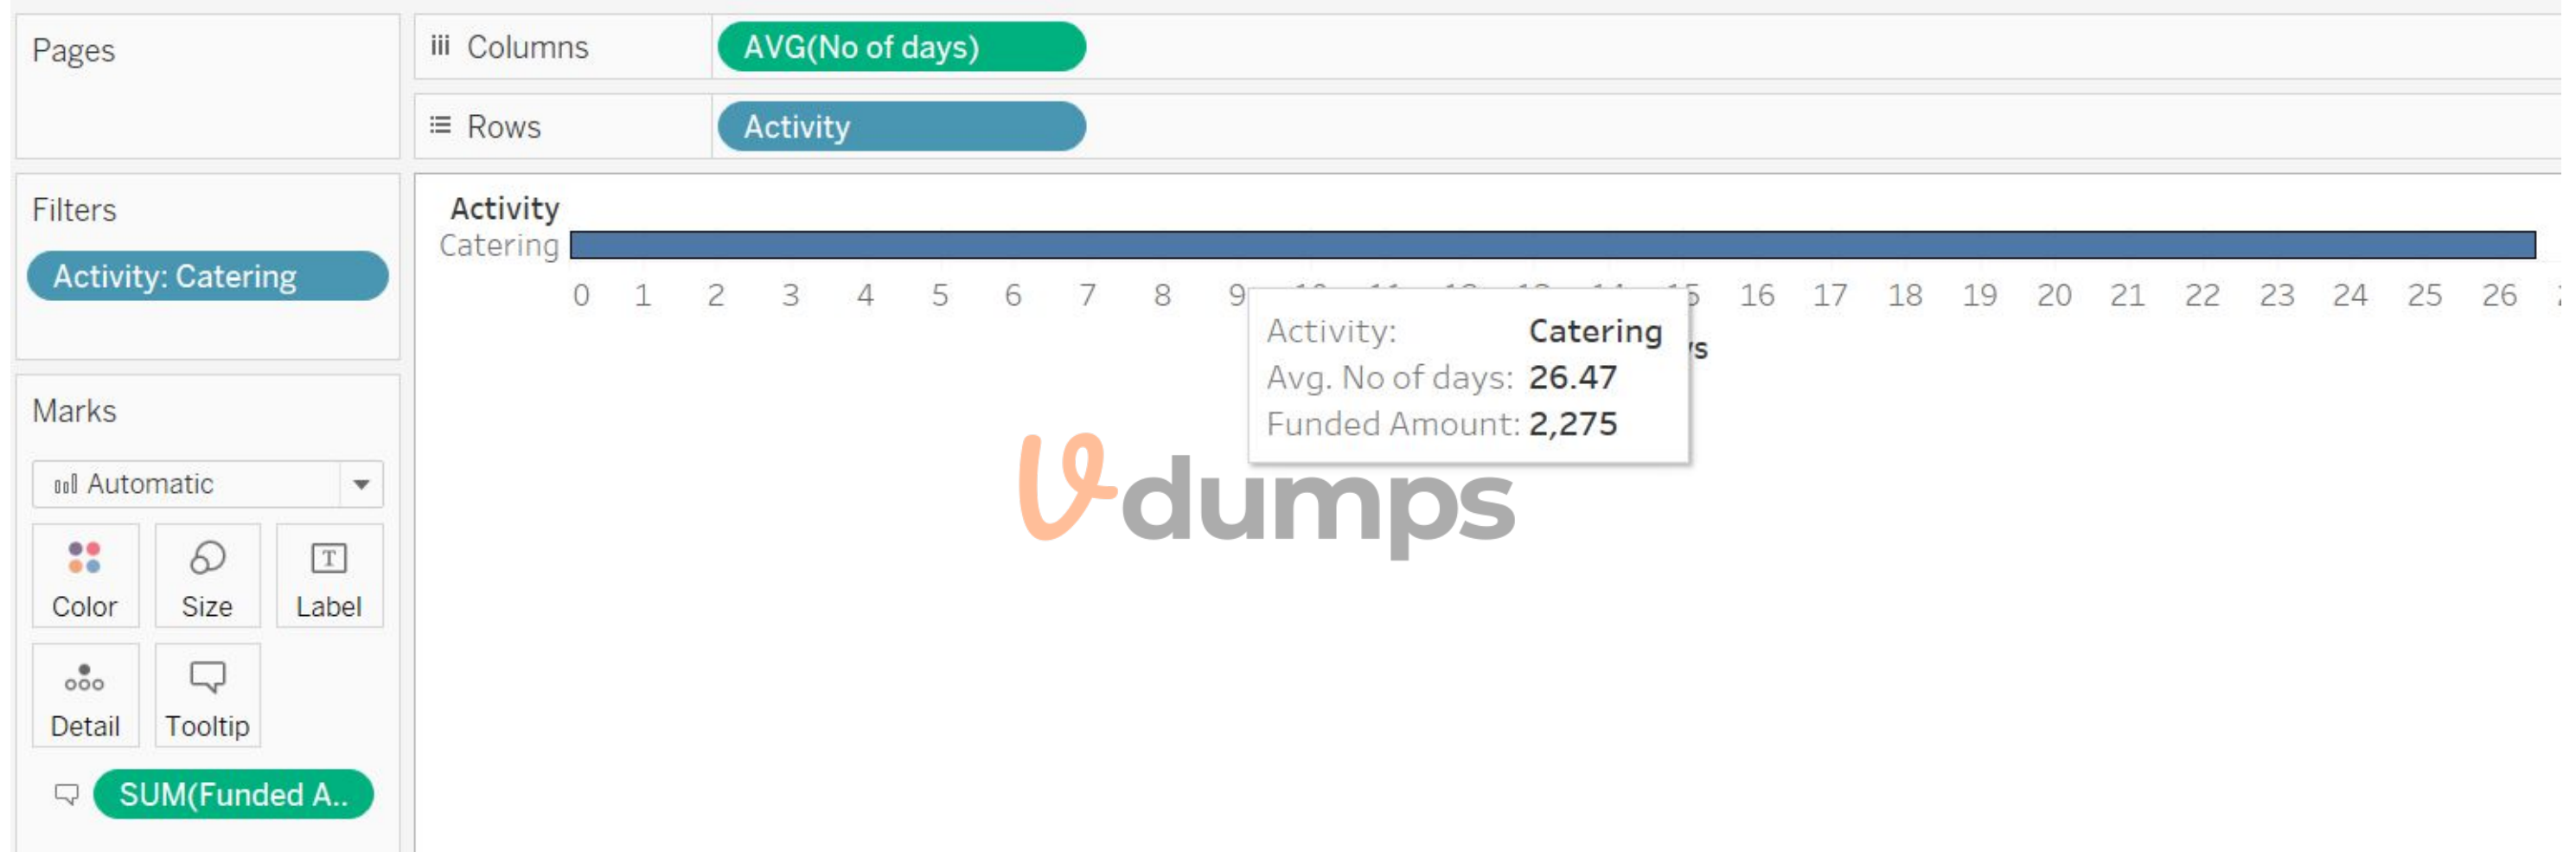 Pages
Columns
AVG(No of days)
Rows
Activity
Filters
Activity: Catering
Marks
Automatic
Color
Size
Label
Detail
Tooltip
SUM(Funded A..
Activity
Catering
0 1 2 3 4 5 6 7 8 9 16 17 18 19 20 21 22 23 24 25 26
Activity: Catering
Avg. No of days: 26.47
Funded Amount: 2,275
Vdumps